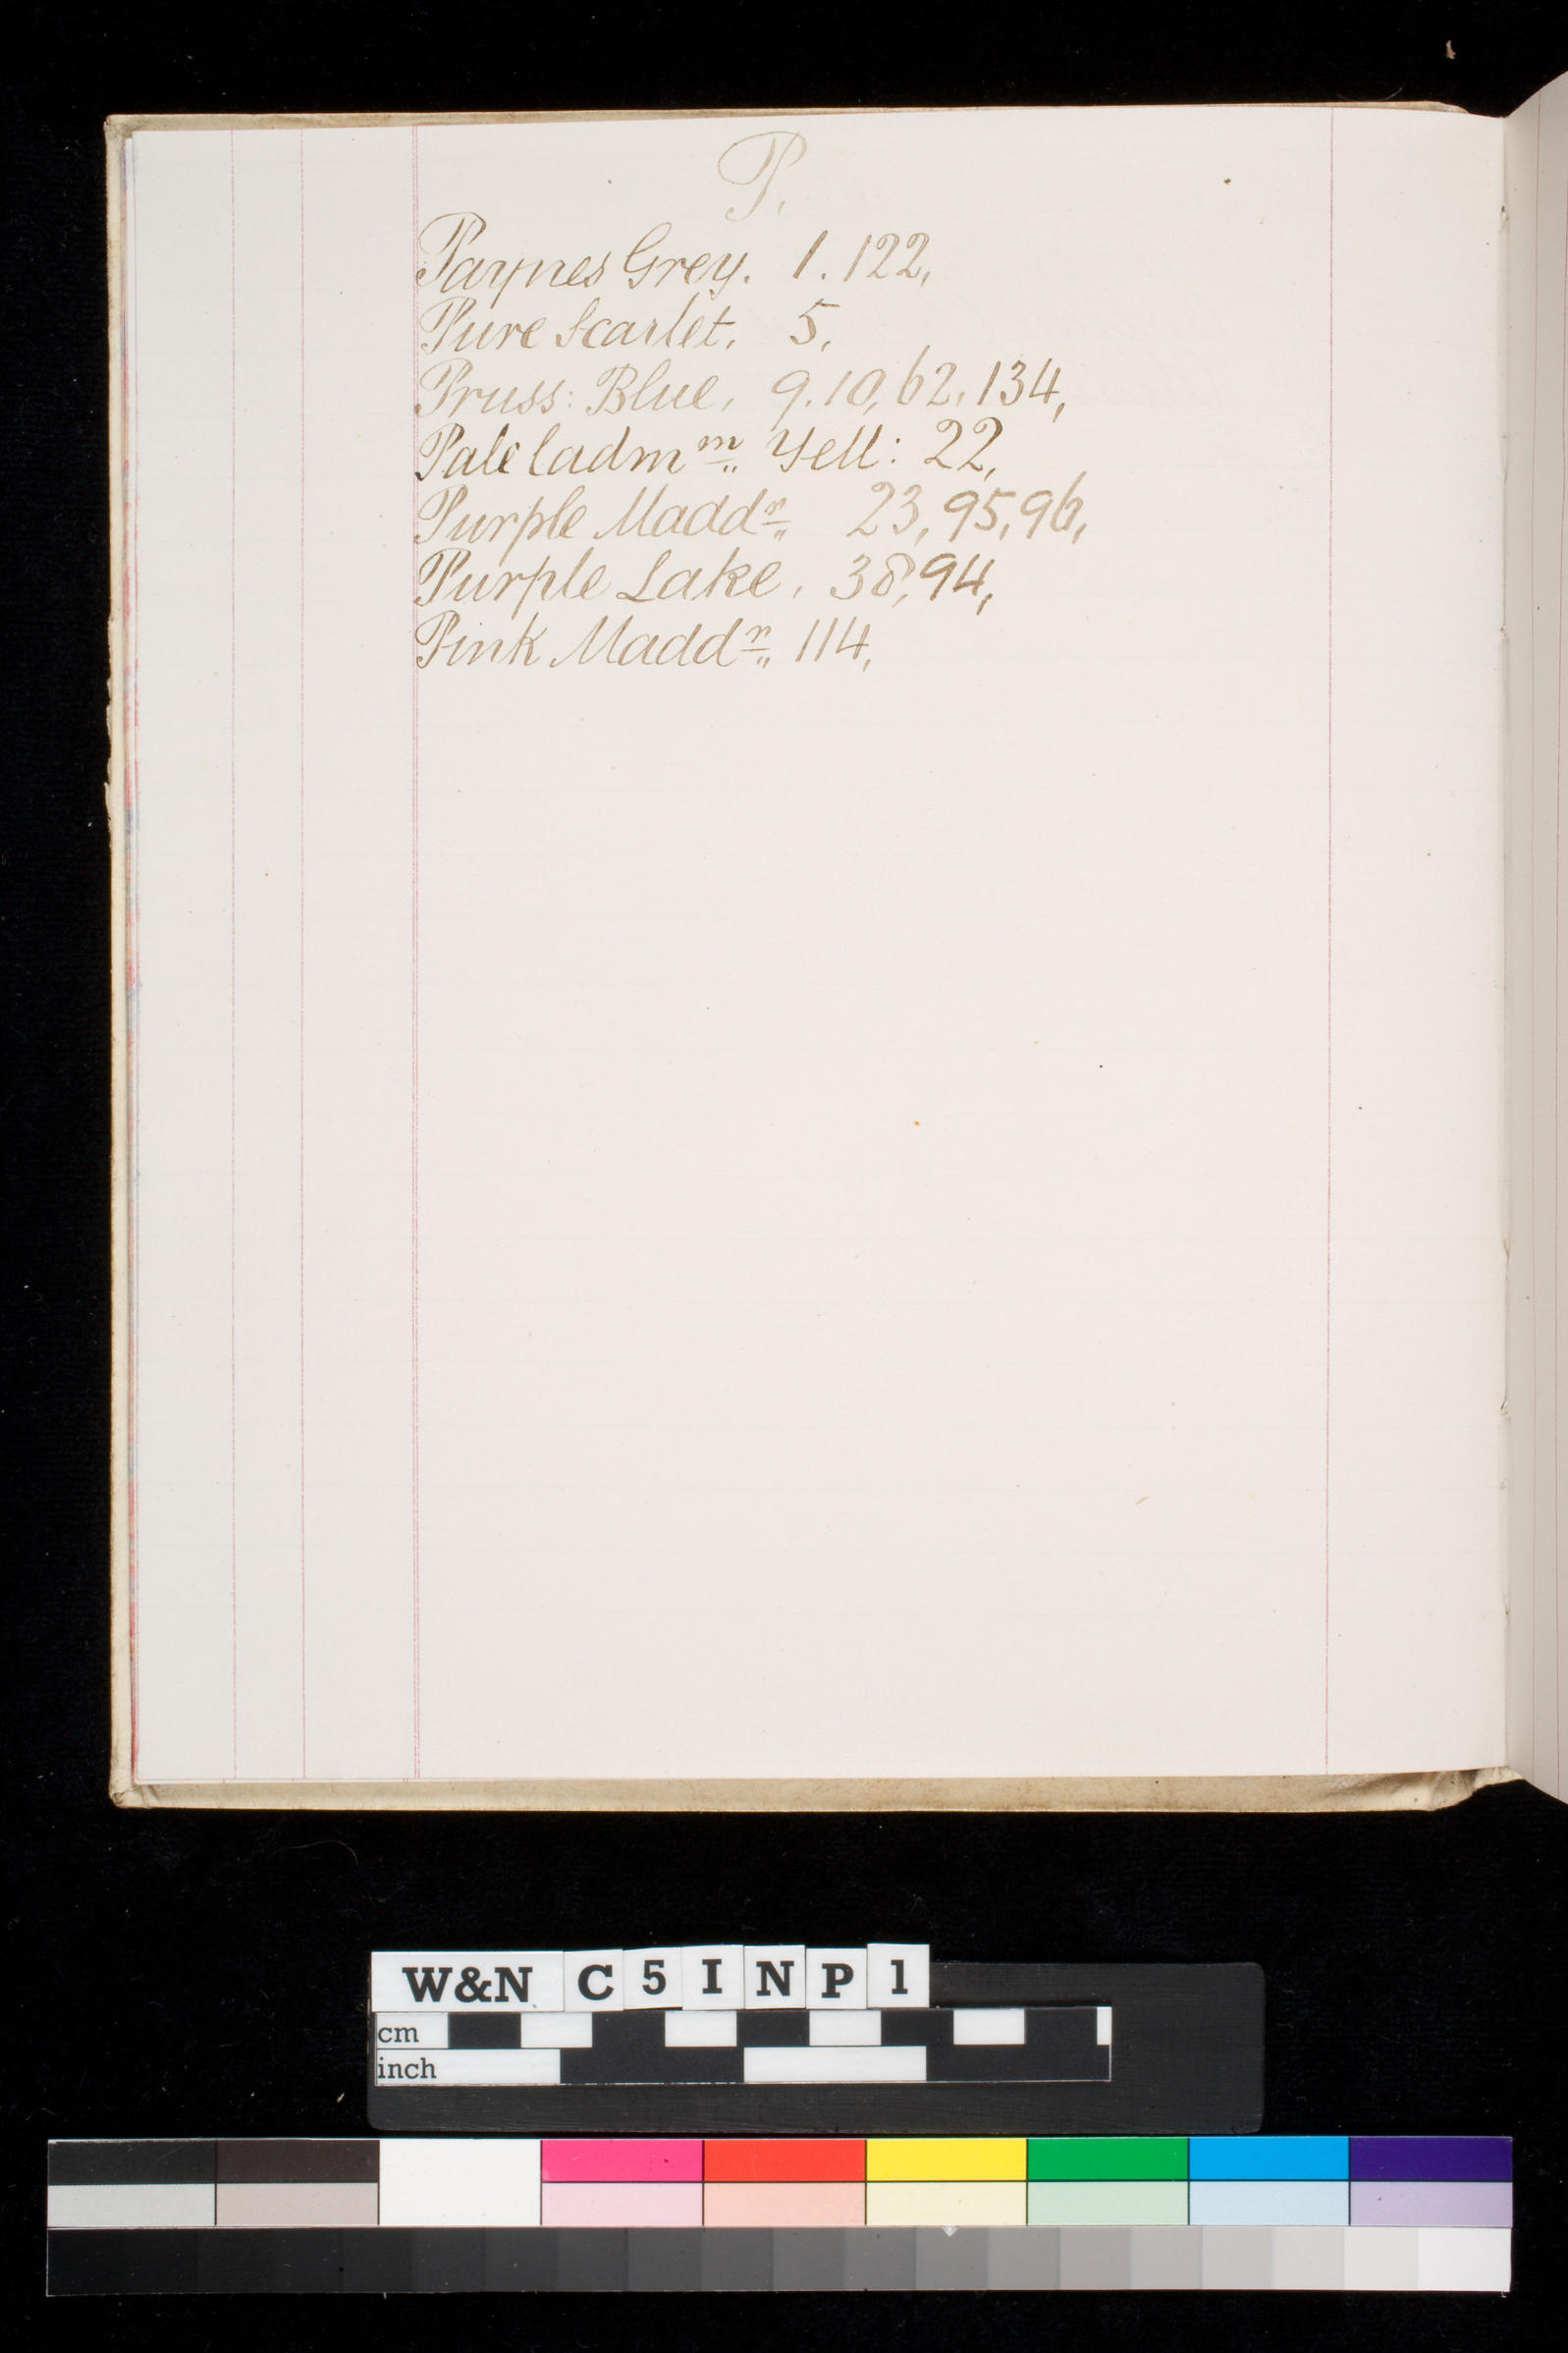 P.
Paynes Grey. 1. 122,
Pure Scarlet, 5,
Pruss: Blue, 9. 10, 62, 134,
Pale Cadm m Yell: 22,
Purple Madd r 23, 95, 96,
Purple Lake, 38, 94,
Pink Madd r 114,
W&N C 5 I N P 1
cm
inch